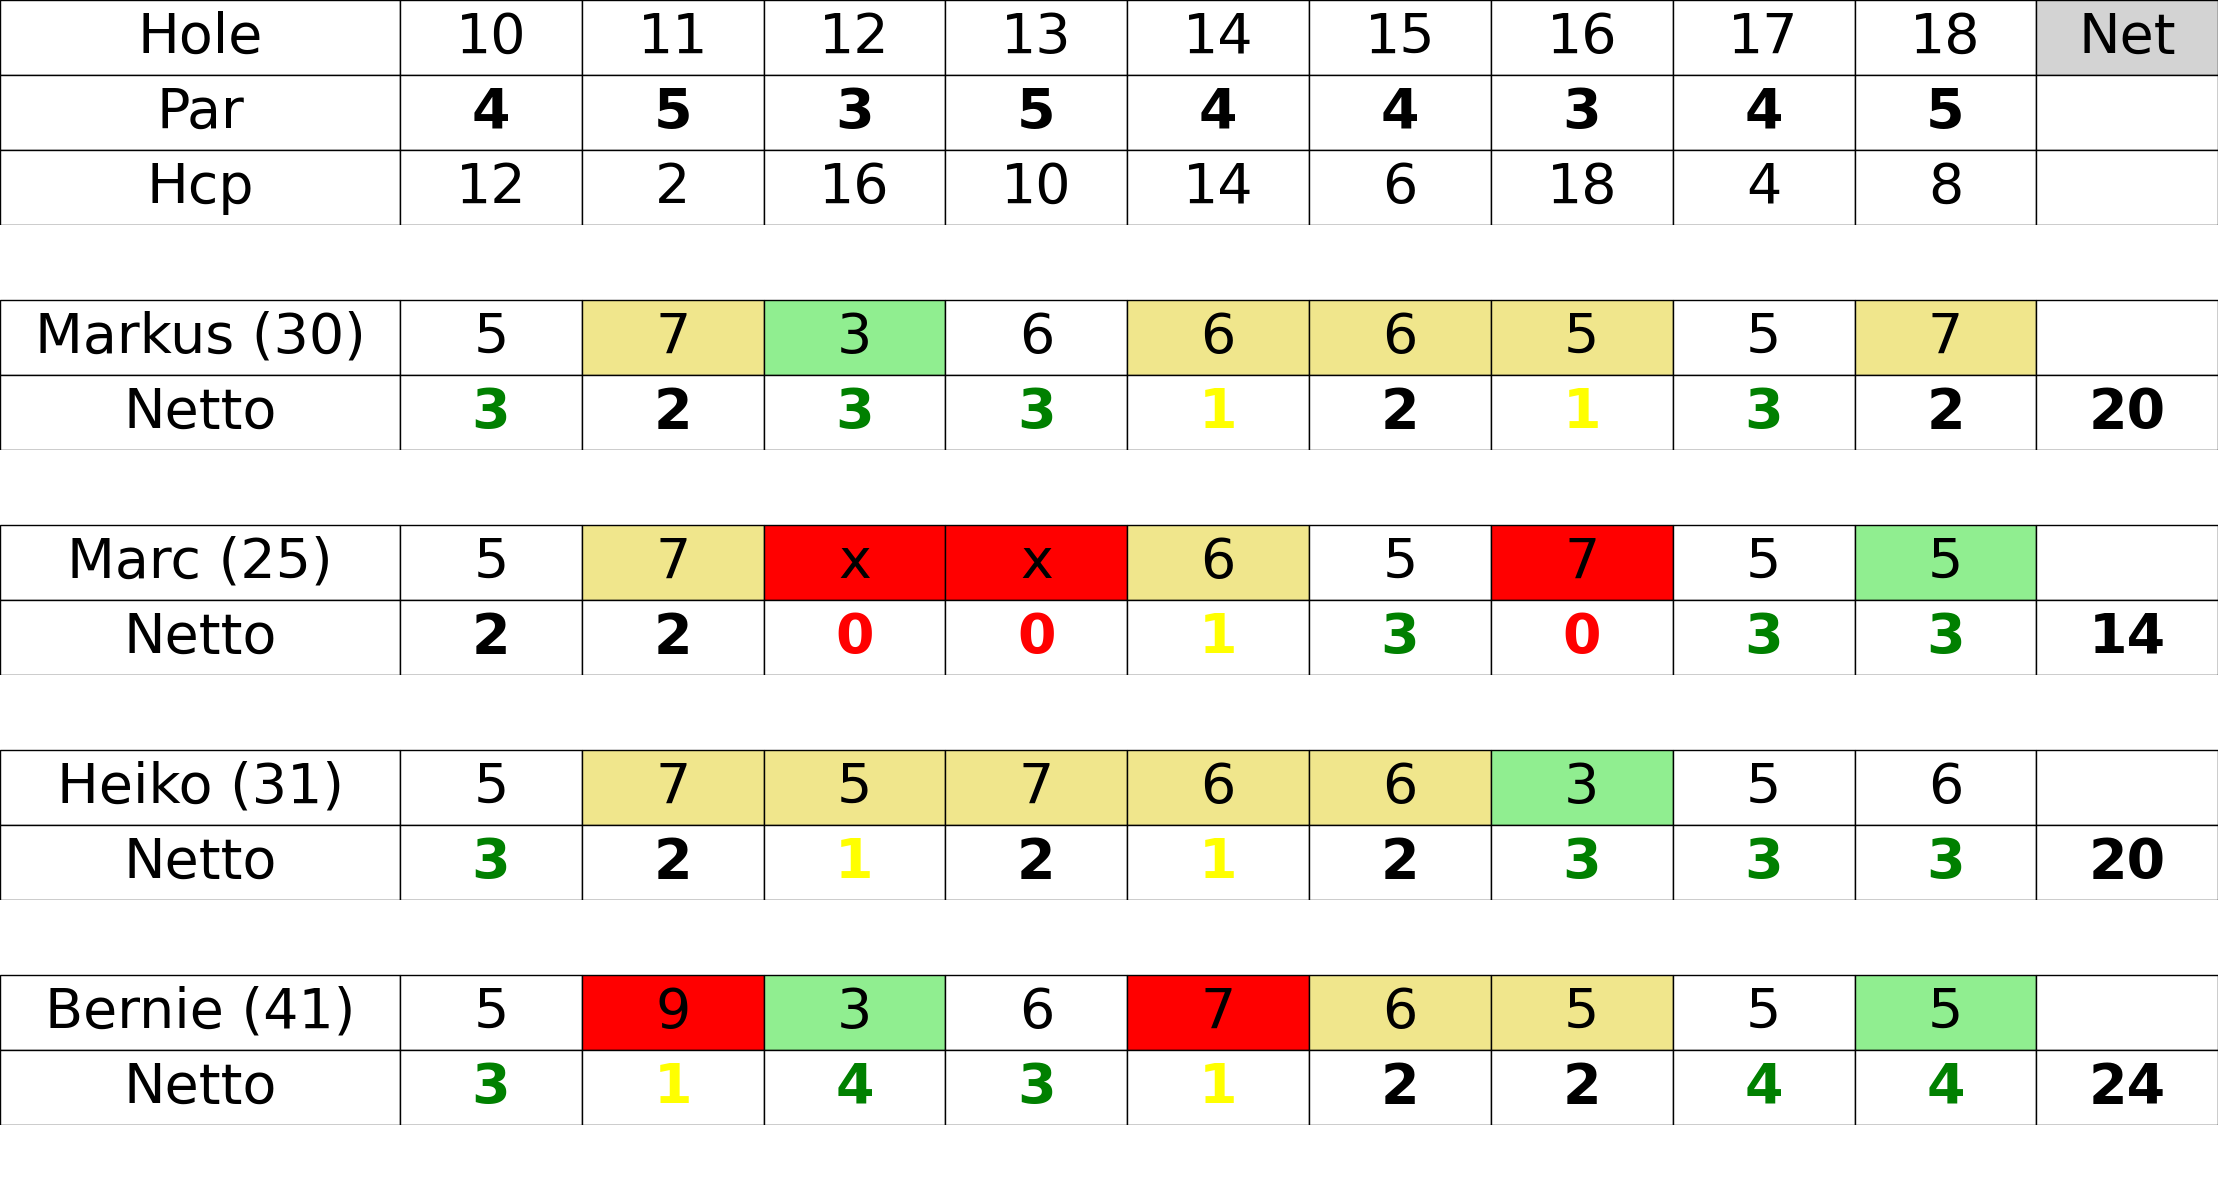 Hole 10 11 12 13 14 15 16 17 18 Net
Par 4 5 3 5 4 4 3 4 5
Hcp 12 2 16 10 14 6 18 4 8
Markus (30) 5 7 3 6 6 6 5 5 7
Netto 3 2 3 3 1 2 1 3 2 20
Marc (25) 5 7 x x 6 5 7 5 5
Netto 2 2 0 0 1 3 0 3 3 14
Heiko (31) 5 7 5 7 6 6 3 5 6
Netto 3 2 1 2 1 2 3 3 3 20
Bernie (41) 5 9 3 6 7 6 5 5 5
Netto 3 1 4 3 1 2 2 4 4 24